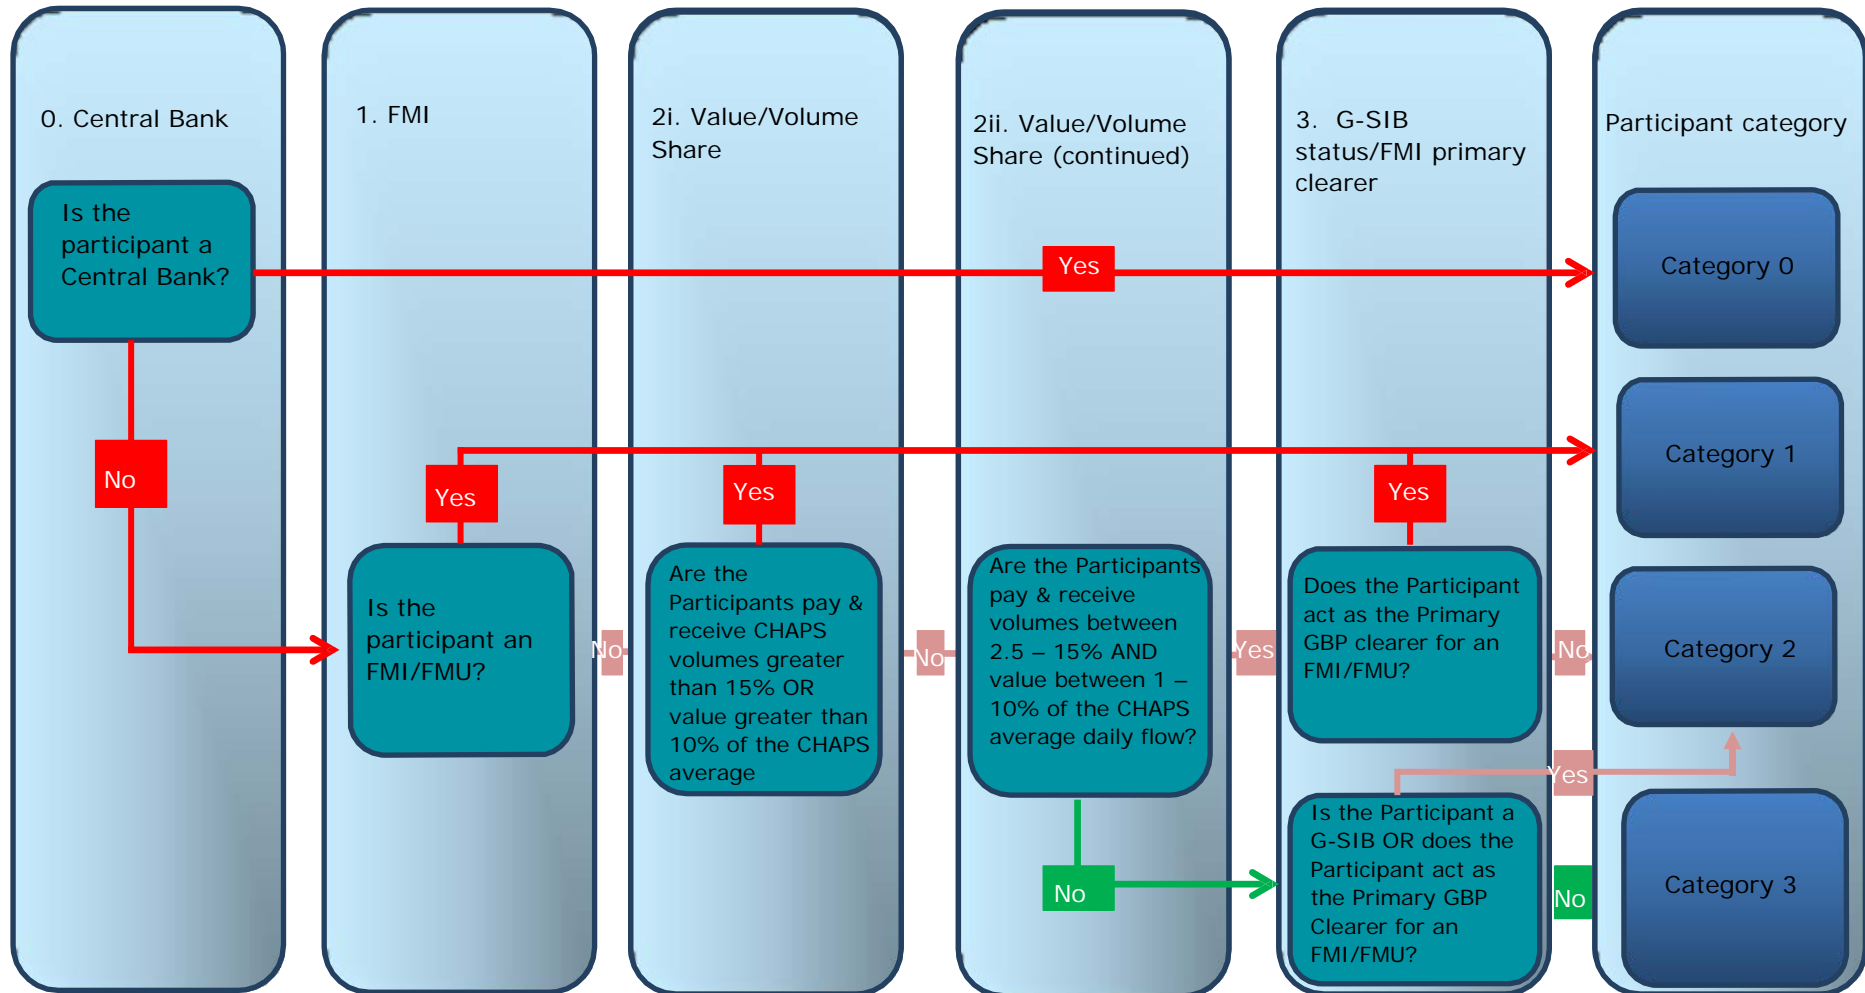 0. Central Bank
Is the
participant a
Central Bank?
No
1. FMI
Yes
Is the
participant an
FMI/FMU?
No
2i. Value/Volume
Share
Yes
Are the
Participants pay &
receive CHAPS
volumes greater
than 15% OR
value greater than
10% of the CHAPS
average
No
2ii. Value/Volume
Share (continued)
Yes
Are the Participants
pay & receive
volumes between
2.5 – 15% AND
value between 1 –
10% of the CHAPS
average daily flow?
Yes
No
3. G-SIB
status/FMI primary
clearer
Yes
Does the Participant
act as the Primary
GBP clearer for an
FMI/FMU?
No
Yes
Is the Participant a
G-SIB OR does the
Participant act as
the Primary GBP
Clearer for an
FMI/FMU?
No
Participant category
Category 0
Category 1
Category 2
Category 3